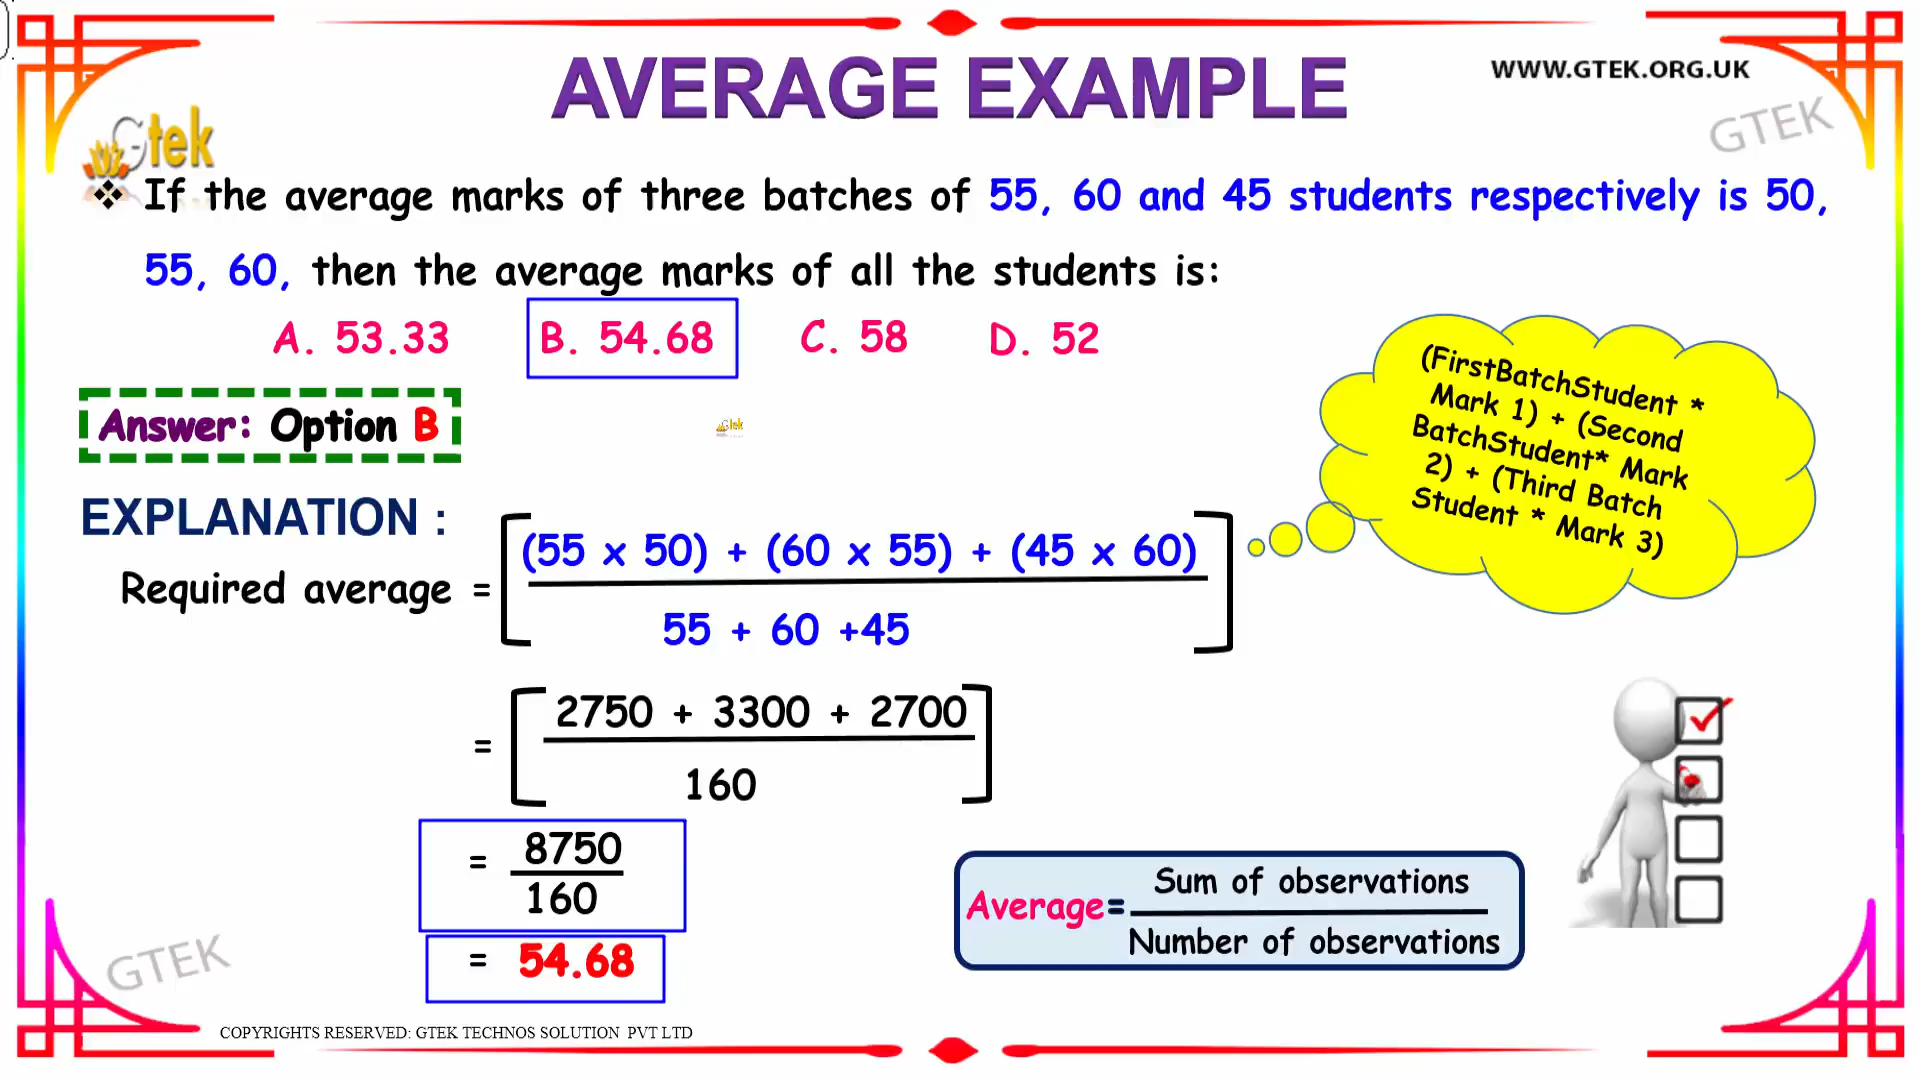 AVERAGE EXAMPLE
WWW.GTEK.ORG.UK
GTEK
Gtek
❖ If the average marks of three batches of 55, 60 and 45 students respectively is 50,
55, 60, then the average marks of all the students is:
A. 53.33 B. 54.68 C. 58 D. 52
Answer: Option B
Gtek
(FirstBatchStudent *
Mark 1) + (Second
BatchStudent* Mark
2) + (Third Batch
Student * Mark 3)
EXPLANATION :
(55 x 50) + (60 x 55) + (45 x 60)
Required average =
55 + 60 +45
2750 + 3300 + 2700
=
160
8750
=
160
= 54.68
Sum of observations
Average=
Number of observations
GTEK
COPYRIGHTS RESERVED: GTEK TECHNOS SOLUTION PVT LTD